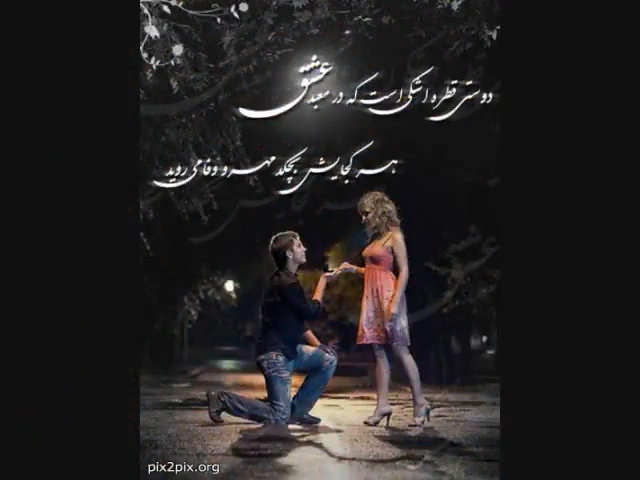 دوستی قطره اشکی است که در معبد عشق
هر کجایش بچکد مهر و وفا می روید
pix2pix.org